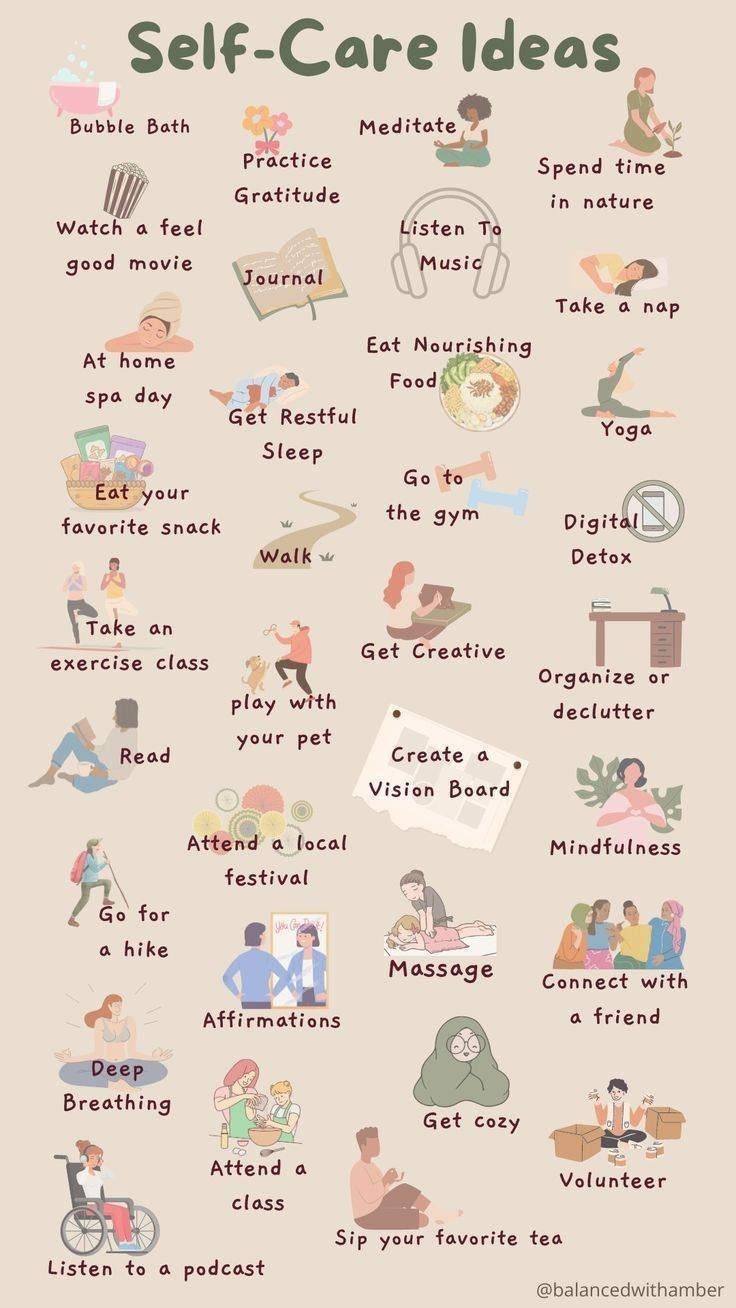 Self-Care Ideas
Bubble Bath
Practice
Gratitude
Meditate
Spend time
in nature
Watch a feel
good movie
Journal
Listen To
Music
Take a nap
At home
spa day
Get Restful
Sleep
Eat Nourishing
Food
Yoga
Eat your
favorite snack
Walk
Go to
the gym
Digital
Detox
Take an
exercise class
play with
your pet
Get Creative
Organize or
declutter
Read
Attend a local
festival
Create a
Vision Board
Mindfulness
Go for
a hike
You Can Do It!
Affirmations
Massage
Connect with
a friend
Deep
Breathing
Attend a
class
Get cozy
Volunteer
Listen to a podcast
Sip your favorite tea
@balancedwithamber